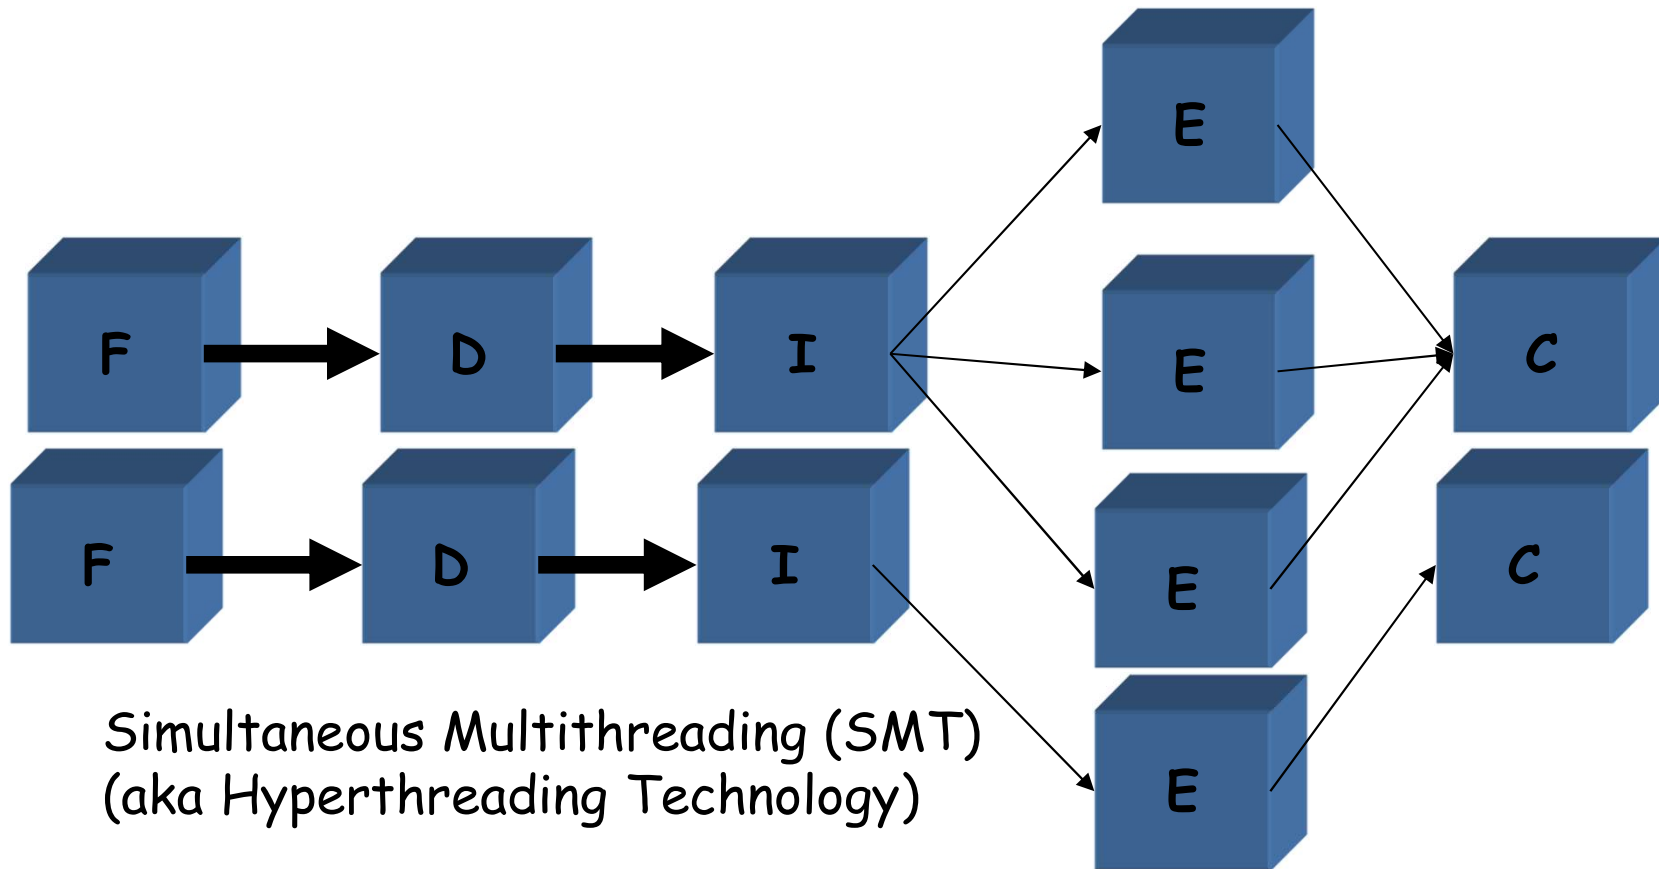 E
F D I E C
F D I E C
E
Simultaneous Multithreading (SMT)
(aka Hyperthreading Technology)